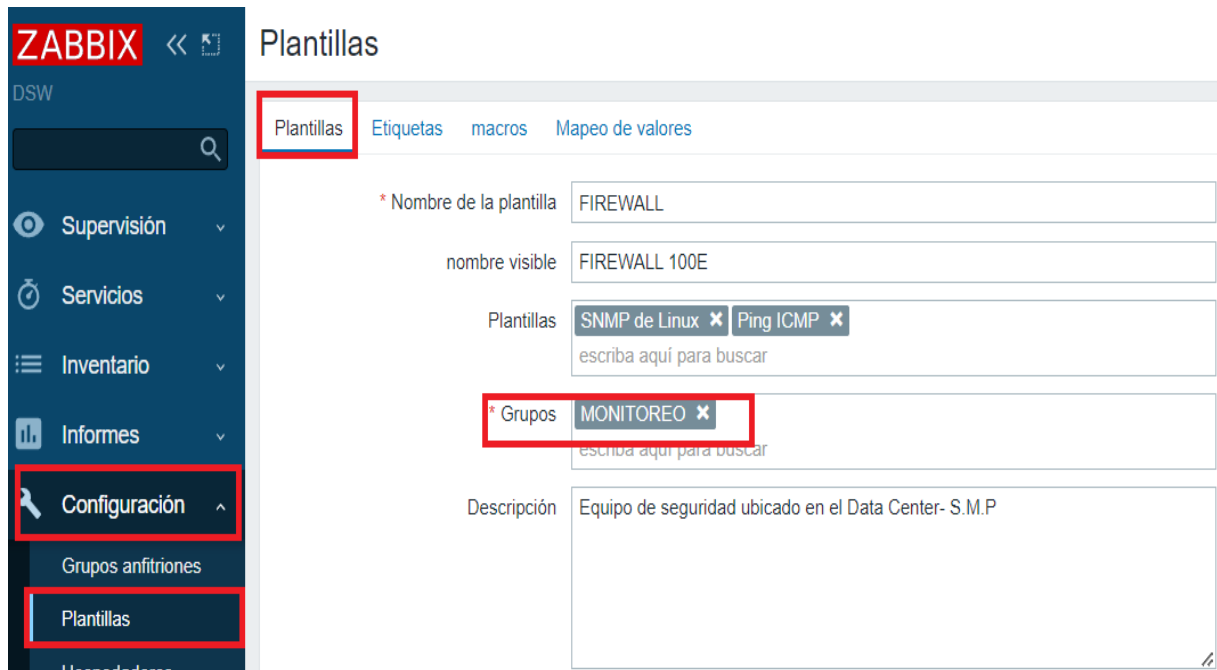 ZABBIX
DSW
Supervisión
Servicios
Inventario
Informes
Configuración
Grupos anfitriones
Plantillas
Hospedadores
Plantillas
Plantillas Etiquetas macros Mapeo de valores
* Nombre de la plantilla FIREWALL
nombre visible FIREWALL 100E
Plantillas SNMP de Linux Ping ICMP
escriba aquí para buscar
* Grupos MONITOREO
escriba aquí para buscar
Descripción Equipo de seguridad ubicado en el Data Center- S.M.P